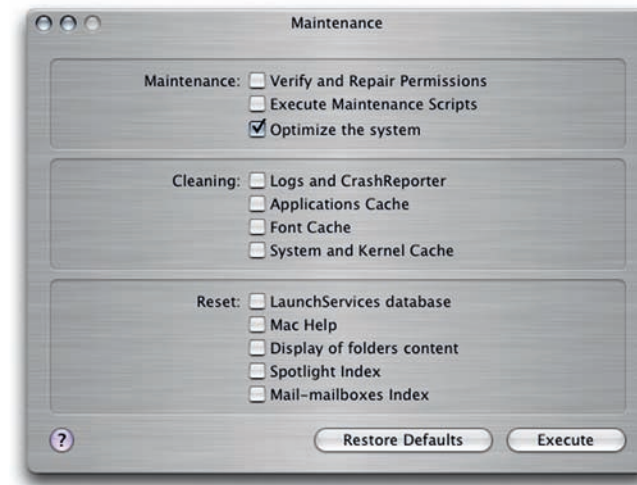 Maintenance
Maintenance: Verify and Repair Permissions
Execute Maintenance Scripts
Optimize the system
Cleaning: Logs and CrashReporter
Applications Cache
Font Cache
System and Kernel Cache
Reset: LaunchServices database
Mac Help
Display of folders content
Spotlight Index
Mail-mailboxes Index
? Restore Defaults Execute